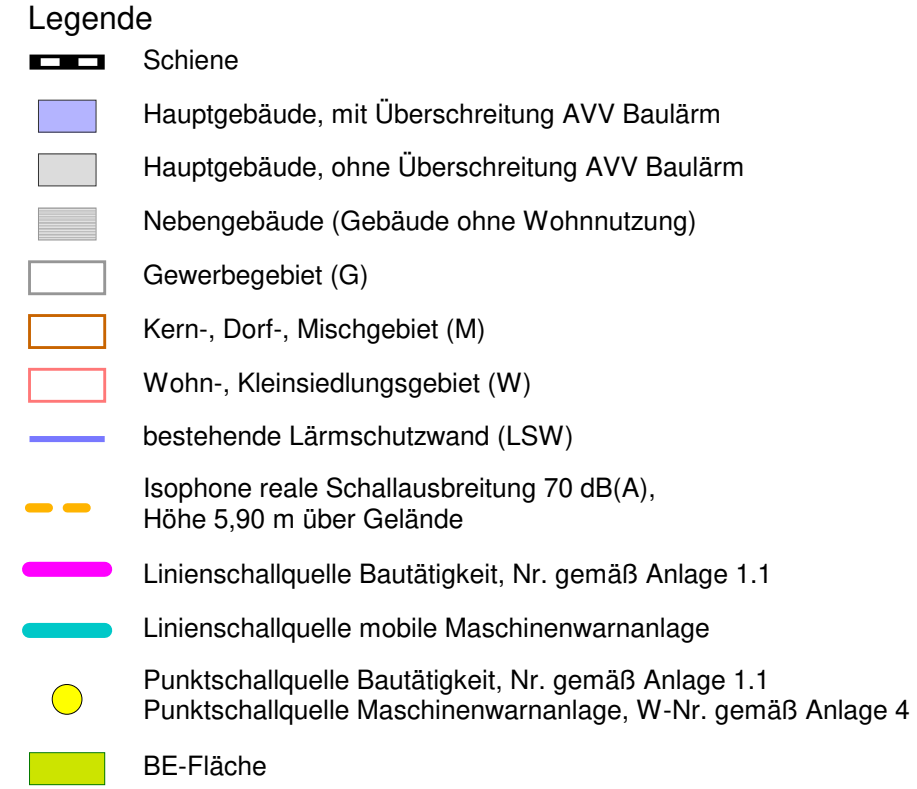 Legende
Schiene
Hauptgebäude, mit Überschreitung AVV Baulärm
Hauptgebäude, ohne Überschreitung AVV Baulärm
Nebengebäude (Gebäude ohne Wohnnutzung)
Gewerbegebiet (G)
Kern-, Dorf-, Mischgebiet (M)
Wohn-, Kleinsiedlungsgebiet (W)
bestehende Lärmschutzwand (LSW)
Isophone reale Schallausbreitung 70 dB(A),
Höhe 5,90 m über Gelände
Linienschallquelle Bautätigkeit, Nr. gemäß Anlage 1.1
Linienschallquelle mobile Maschinenwarnanlage
Punktschallquelle Bautätigkeit, Nr. gemäß Anlage 1.1
Punktschallquelle Maschinenwarnanlage, W-Nr. gemäß Anlage 4
BE-Fläche